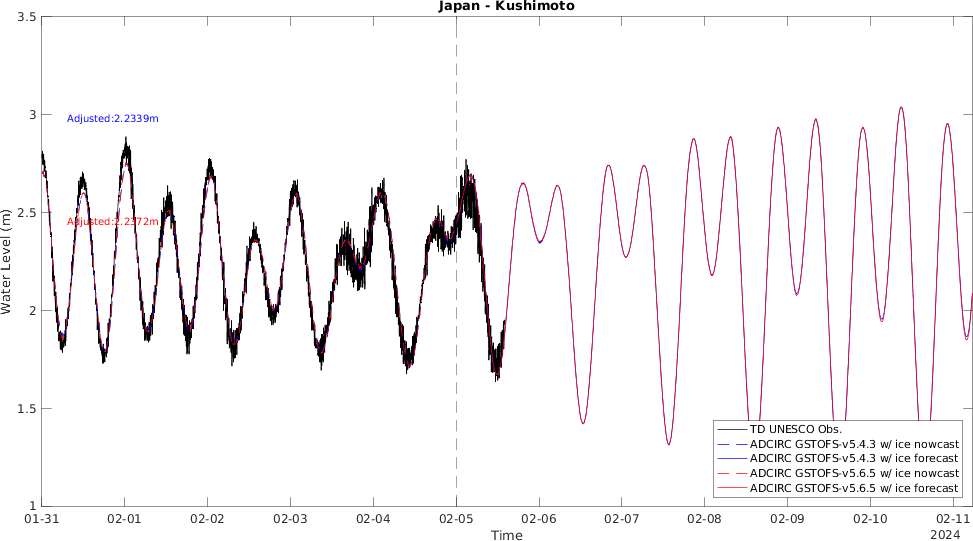 Japan - Kushimoto
3.5
3
2.5
2
1.5
1
Water Level (m)
Adjusted:2.2339m
Adjusted:2.2372m
TD UNESCO Obs.
ADCIRC GSTOFS-v5.4.3 w/ ice nowcast
ADCIRC GSTOFS-v5.4.3 w/ ice forecast
ADCIRC GSTOFS-v5.6.5 w/ ice nowcast
ADCIRC GSTOFS-v5.6.5 w/ ice forecast
01-31 02-01 02-02 02-03 02-04 02-05 02-06 02-07 02-08 02-09 02-10 02-11
Time
2024